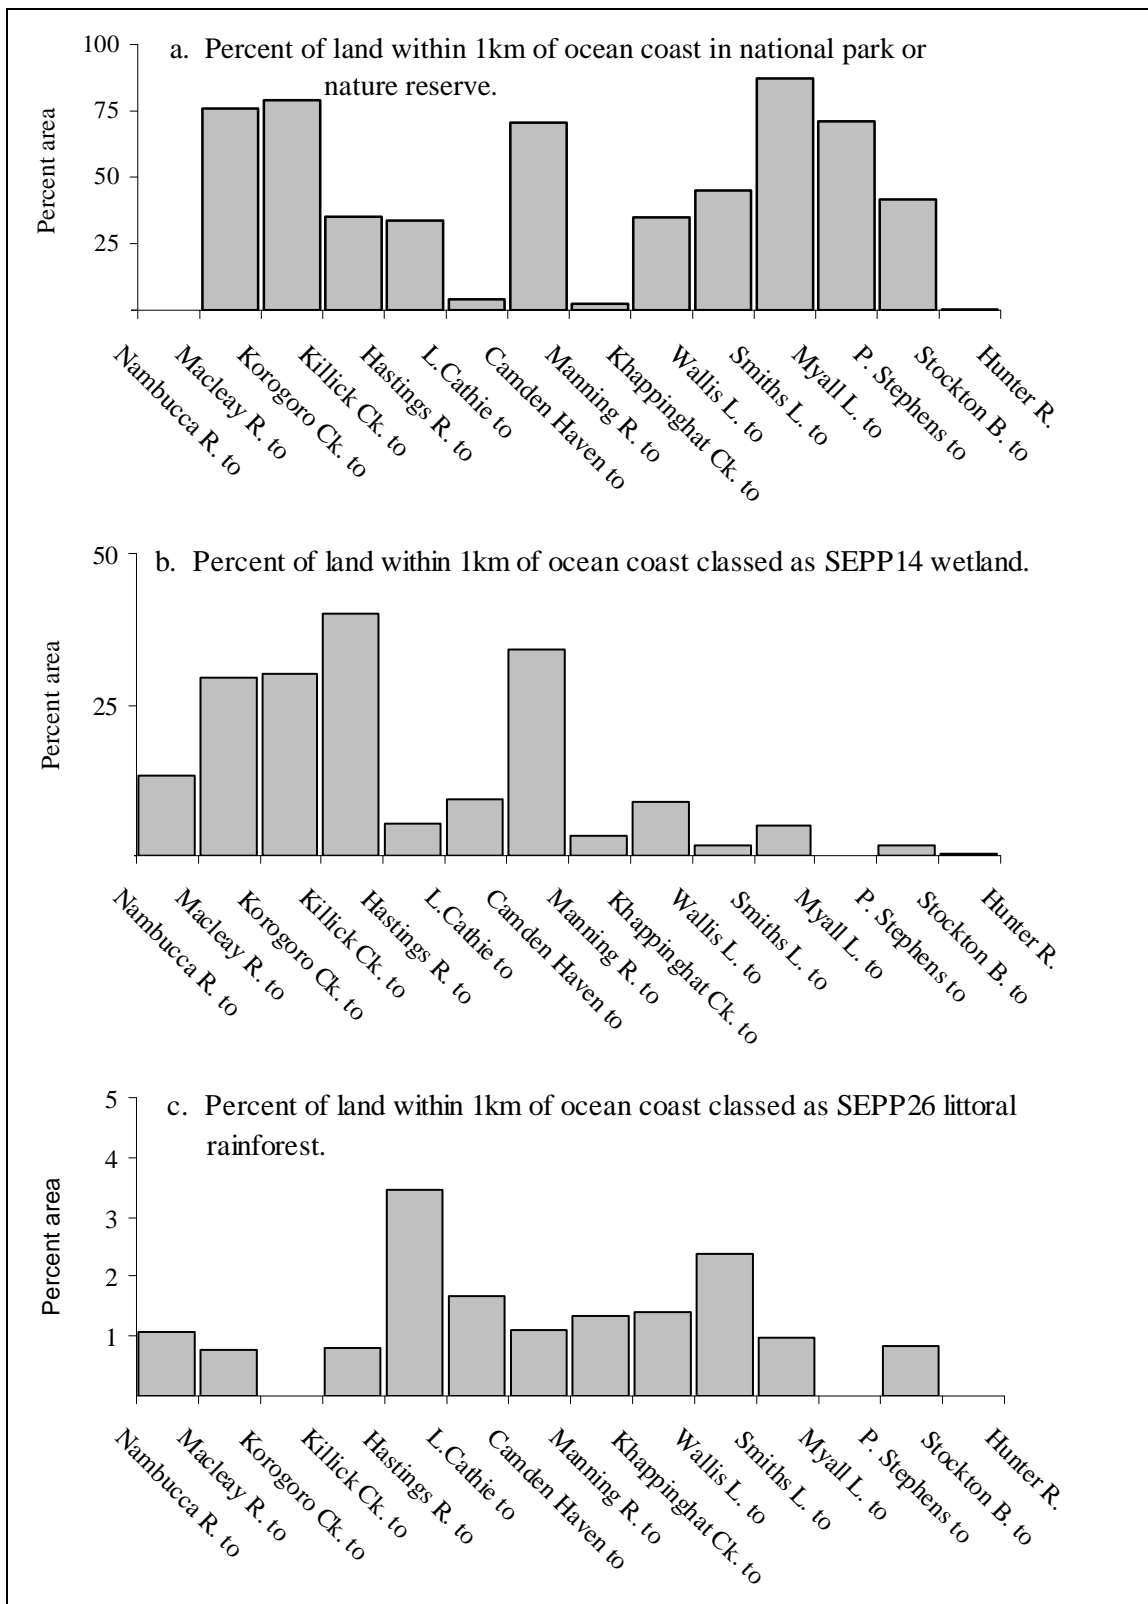 a. Percent of land within 1km of ocean coast in national park or
nature reserve.
Percent area
100
75
50
25
Nambucca R. to
Macleay R. to
Korogoro Ck. to
Killick Ck. to
Hastings R. to
L.Cathie to
Camden Haven to
Manning R. to
Khappinghat Ck. to
Wallis L. to
Smiths L. to
Myall L. to
P. Stephens to
Stockton B. to
Hunter R.
b. Percent of land within 1km of ocean coast classed as SEPP14 wetland.
Percent area
50
25
Nambucca R. to
Macleay R. to
Korogoro Ck. to
Killick Ck. to
Hastings R. to
L.Cathie to
Camden Haven to
Manning R. to
Khappinghat Ck. to
Wallis L. to
Smiths L. to
Myall L. to
P. Stephens to
Stockton B. to
Hunter R.
c. Percent of land within 1km of ocean coast classed as SEPP26 littoral
rainforest.
Percent area
5
4
3
2
1
Nambucca R. to
Macleay R. to
Korogoro Ck. to
Killick Ck. to
Hastings R. to
L.Cathie to
Camden Haven to
Manning R. to
Khappinghat Ck. to
Wallis L. to
Smiths L. to
Myall L. to
P. Stephens to
Stockton B. to
Hunter R.